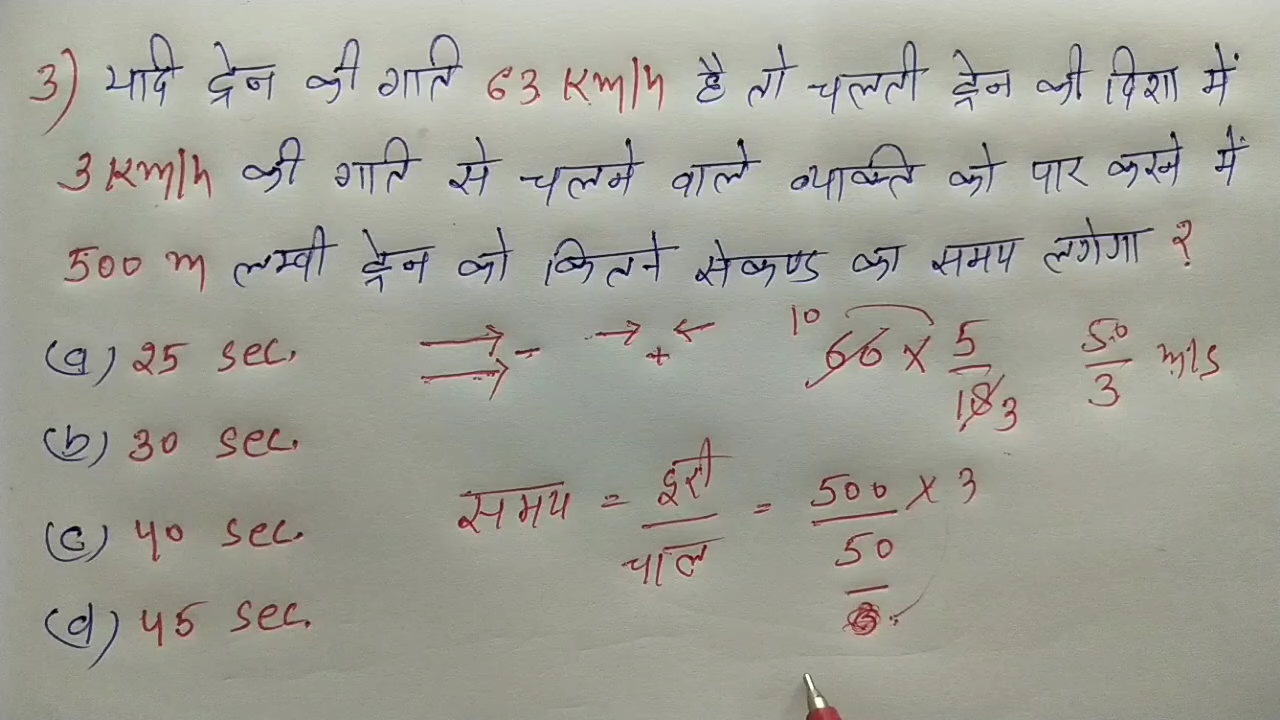 3) यदि ट्रेन की गति 63 Km/h है तो चलती ट्रेन की दिशा में
3 Km/h की गति से चलने वाले व्यक्ति को पार करने में
500 m लम्बी ट्रेन को कितने सेकण्ड का समय लगेगा ?
(a) 25 sec.
→ → -
→ ← +
10 66 × 5/18 3
50/3 m/s
(b) 30 sec.
समय = दूरी/चाल = 500 × 3/50
(c) 40 sec.
(d) 45 sec.